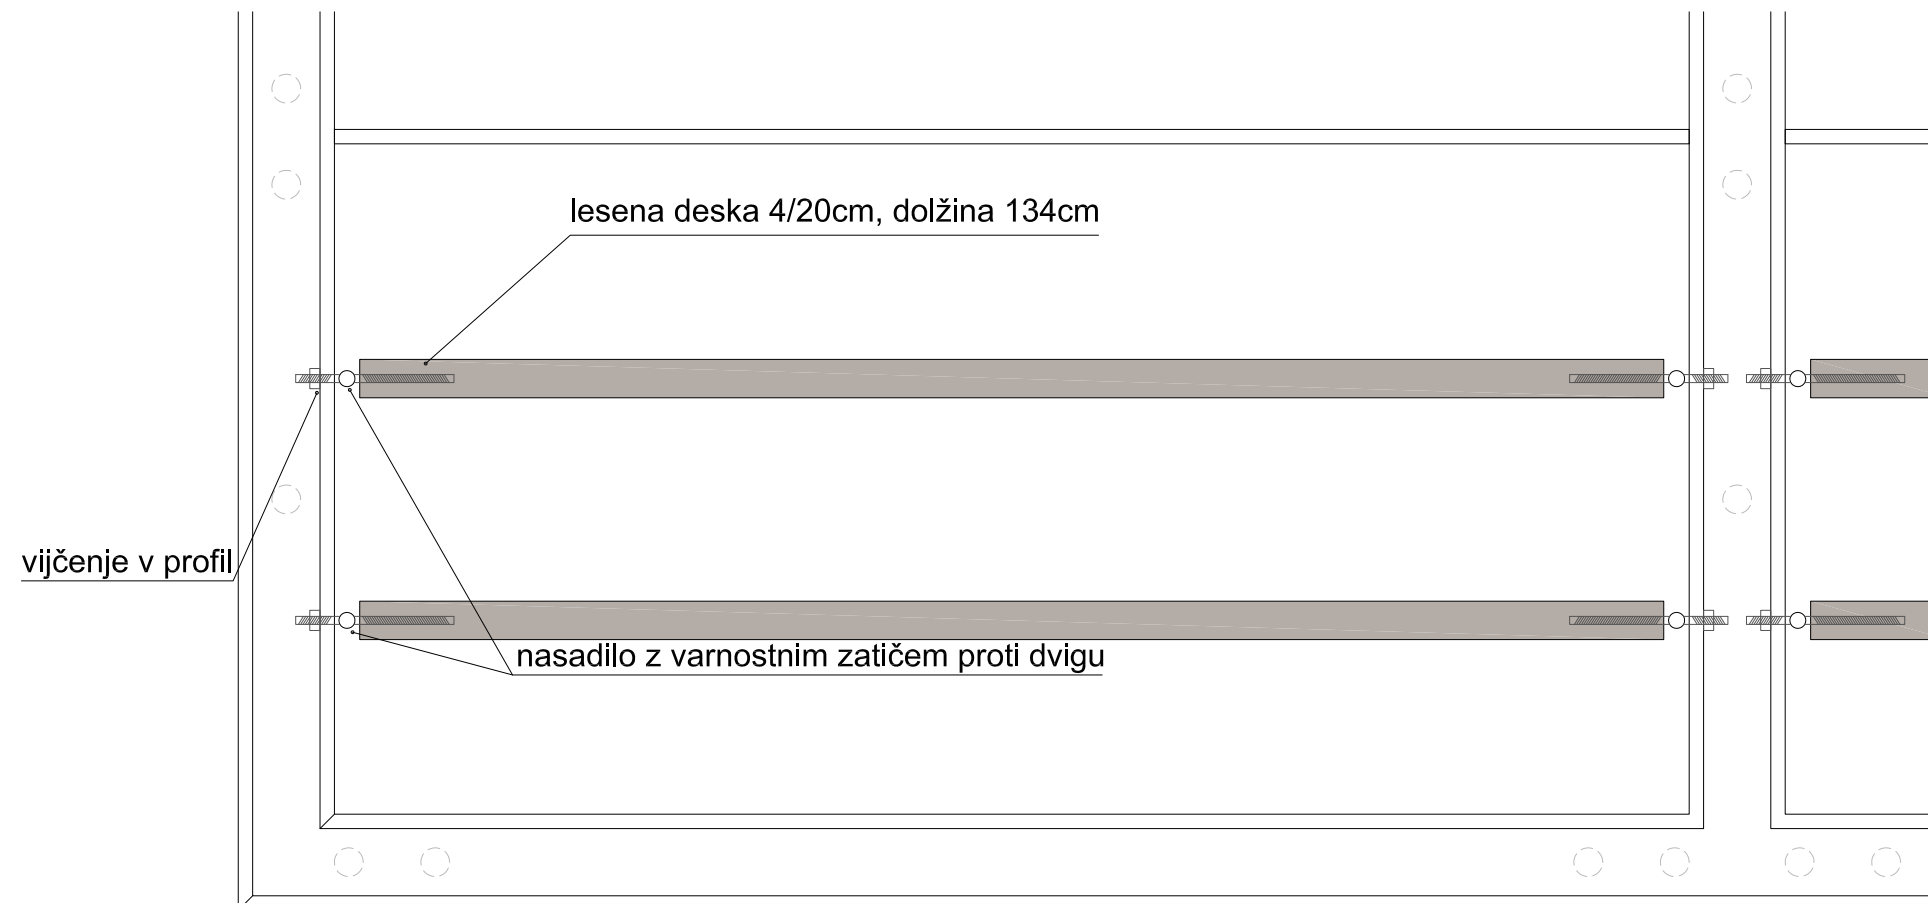 lesena deska 4/20cm, dolžina 134cm
vijčenje v profil
nasadilo z varnostnim zatičem proti dvigu